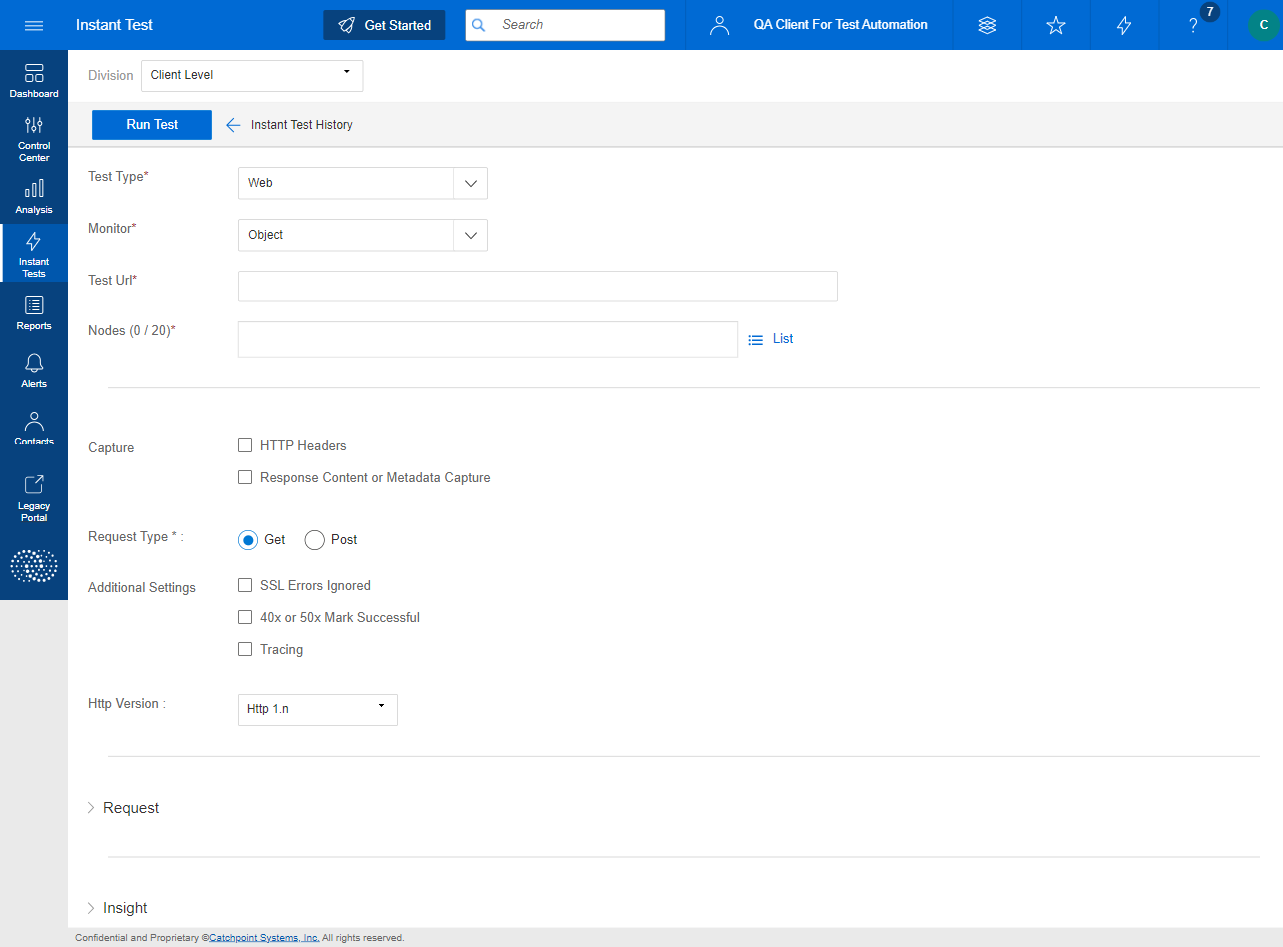 Instant Test
Get Started
Search
QA Client For Test Automation
?
7
C
Dashboard
Control
Center
Analysis
Instant
Tests
Reports
Alerts
Contacts
Legacy
Portal
Division
Client Level
Run Test
Instant Test History
Test Type*
Web
Monitor*
Object
Test Url*
Nodes (0 / 20)*
List
Capture
HTTP Headers
Response Content or Metadata Capture
Request Type * :
Get
Post
Additional Settings
SSL Errors Ignored
40x or 50x Mark Successful
Tracing
Http Version :
Http 1.n
Request
Insight
Confidential and Proprietary ©Catchpoint Systems, Inc. All rights reserved.